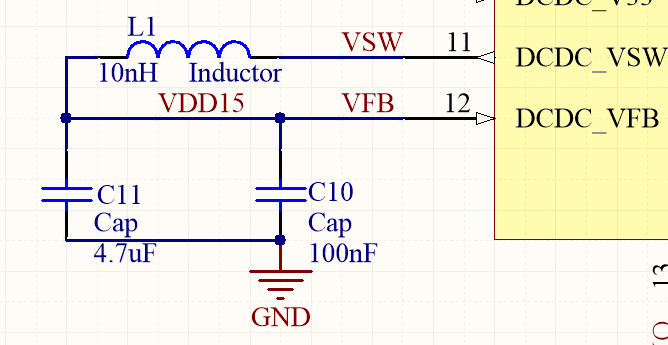 DCDC_VSS
L1
VSW 11 DCDC_VSW
10nH Inductor
VDD15 VFB 12 DCDC_VFB
C11 C10
Cap Cap
4.7uF 100nF
13
GND